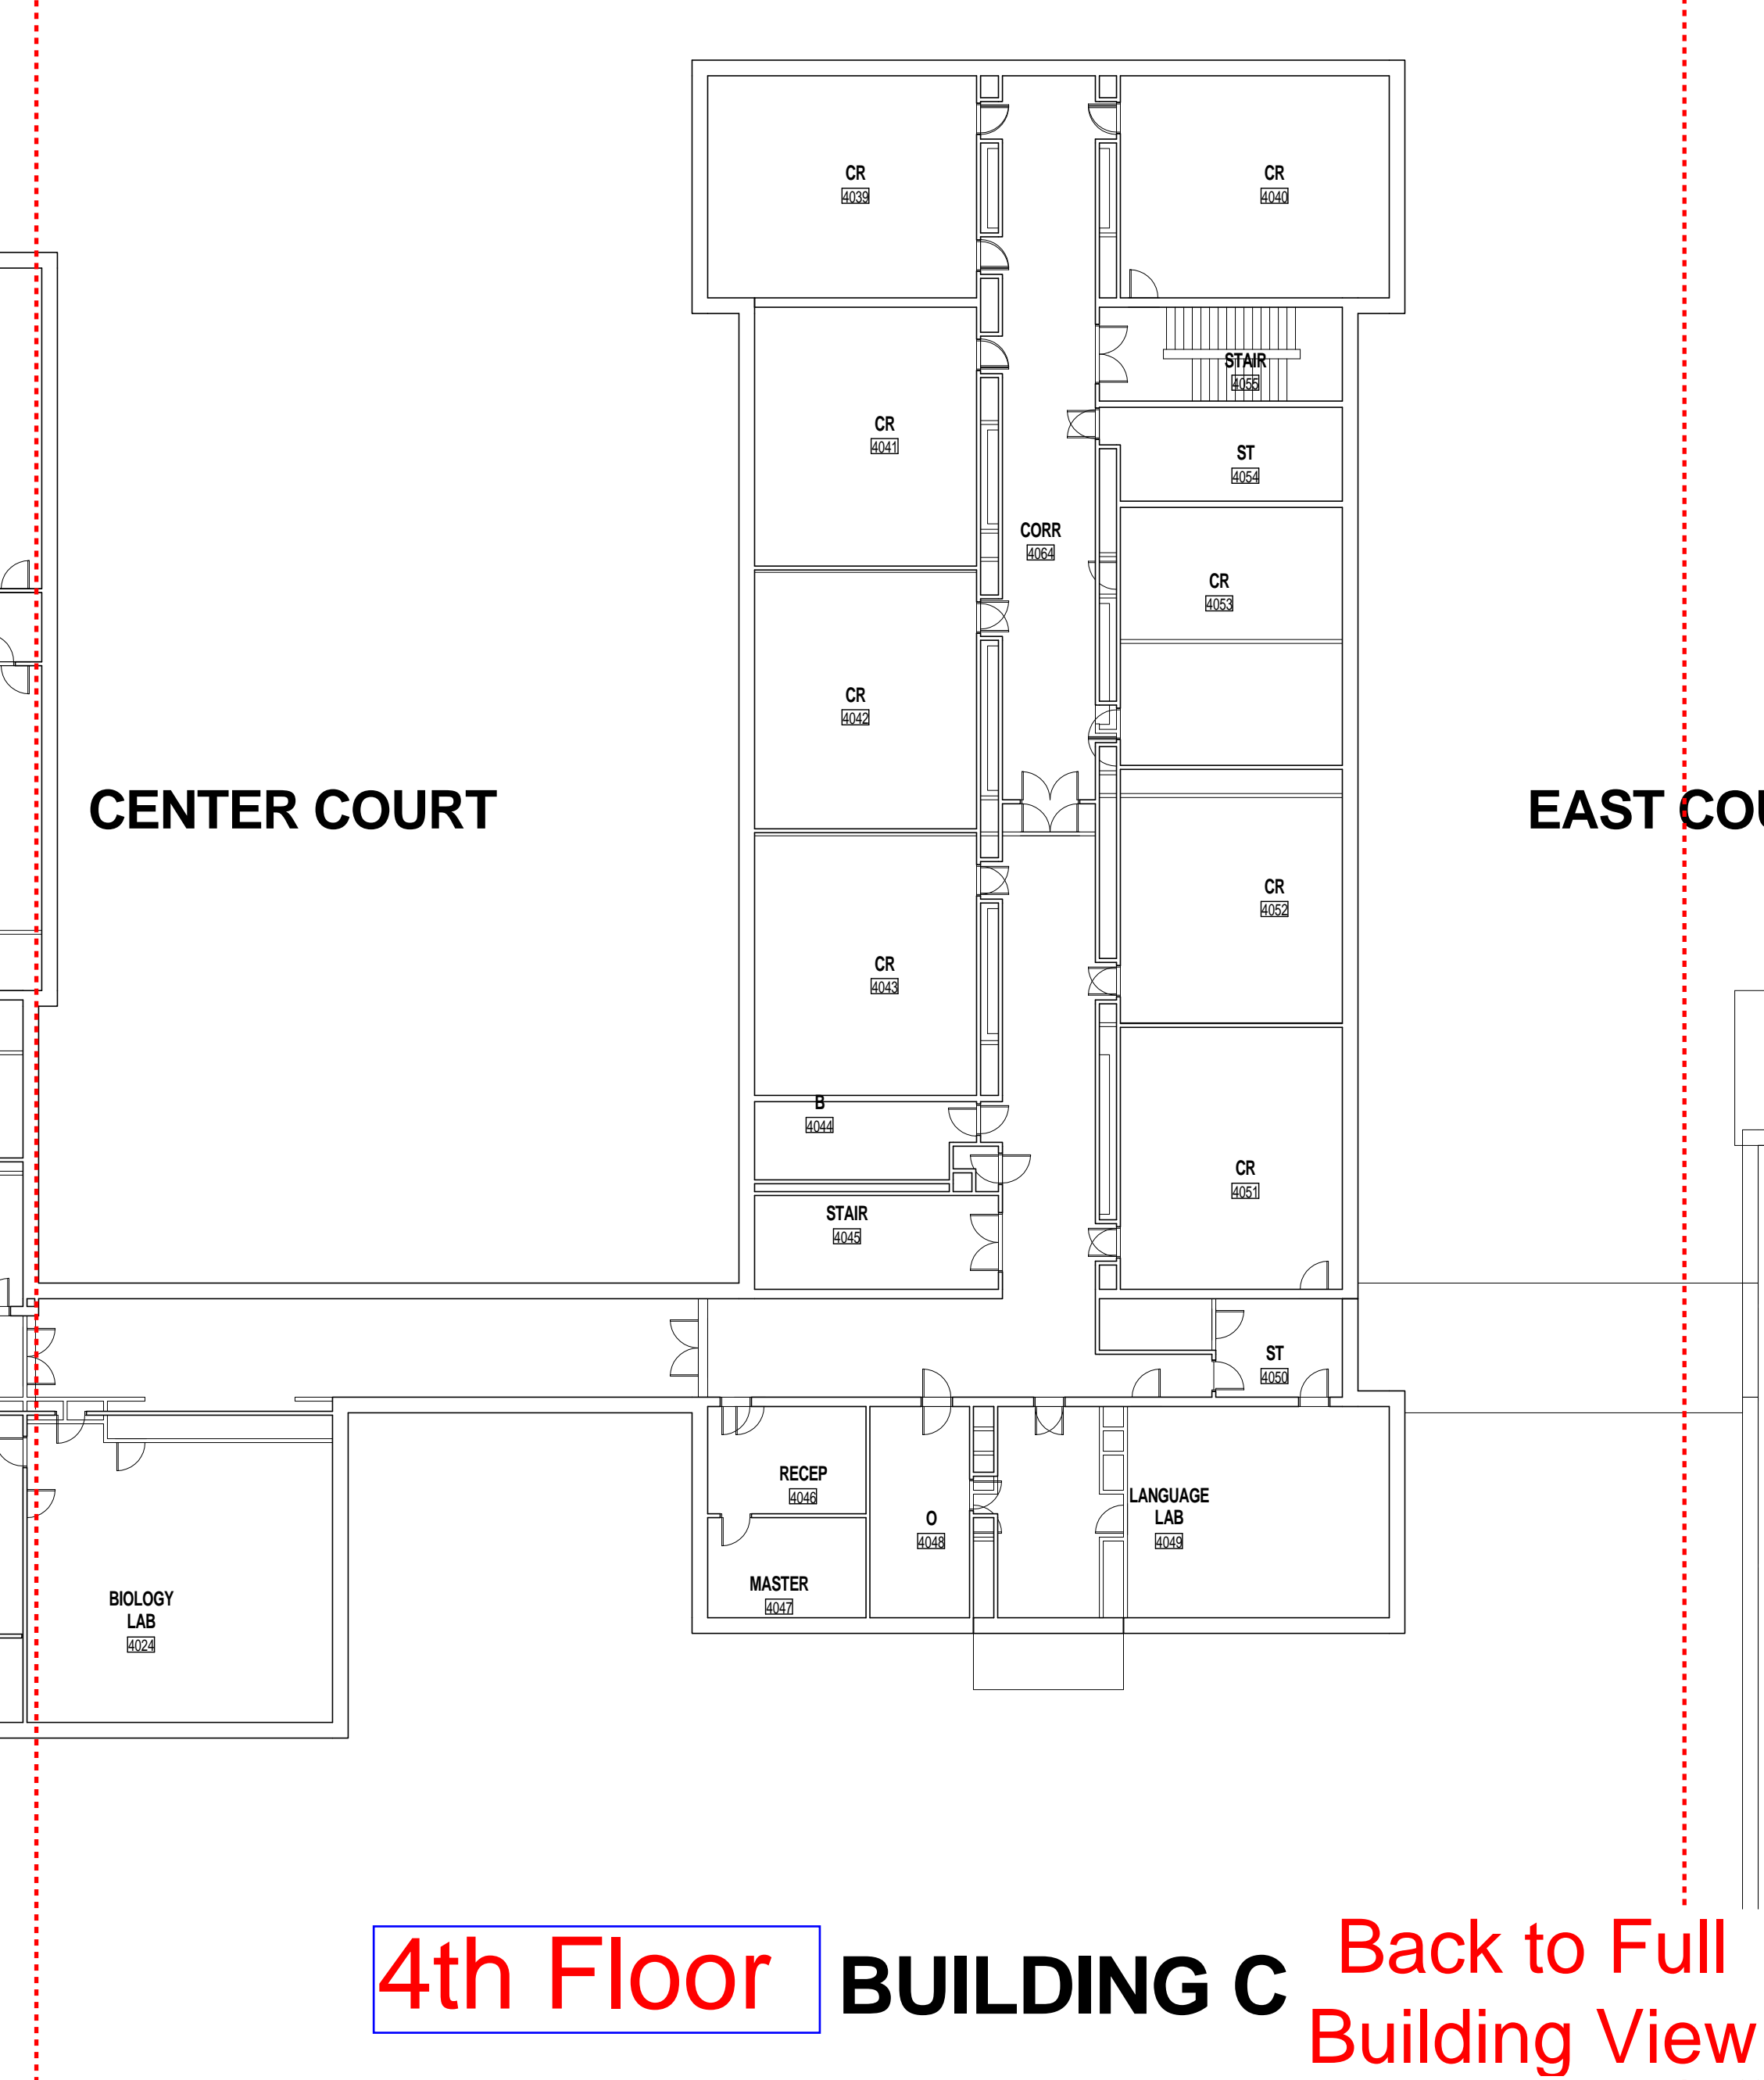 CR
4039
CR
4040
STAIR
4055
CR
4041
ST
4054
CORR
4064
CR
4053
CR
4042
CENTER COURT
EAST COU
CR
4052
CR
4043
B
4044
CR
4051
STAIR
4045
ST
4050
RECEP
4046
LANGUAGE
LAB
4049
O
4048
MASTER
4047
BIOLOGY
LAB
4024
4th Floor
BUILDING C
Back to Full
Building View